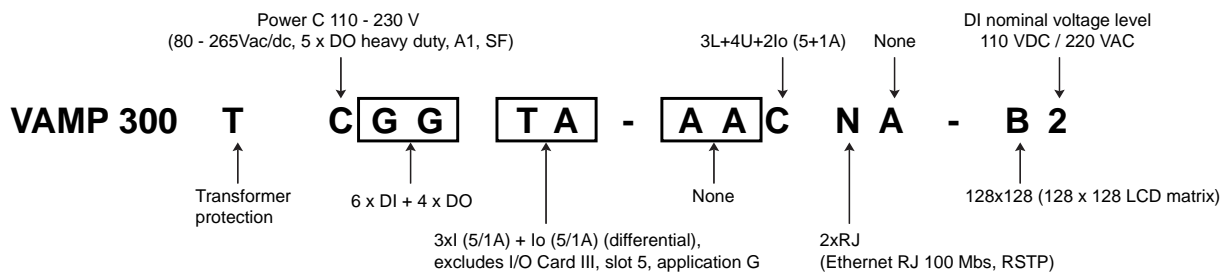 Power C 110 - 230 V
(80 - 265Vac/dc, 5 x DO heavy duty, A1, SF)
3L+4U+2Io (5+1A)
None
DI nominal voltage level
110 VDC / 220 VAC
VAMP 300 T C G G T A - A A C N A - B 2
Transformer
protection
6 x DI + 4 x DO
3xI (5/1A) + Io (5/1A) (differential),
excludes I/O Card III, slot 5, application G
None
2xRJ
(Ethernet RJ 100 Mbs, RSTP)
128x128 (128 x 128 LCD matrix)